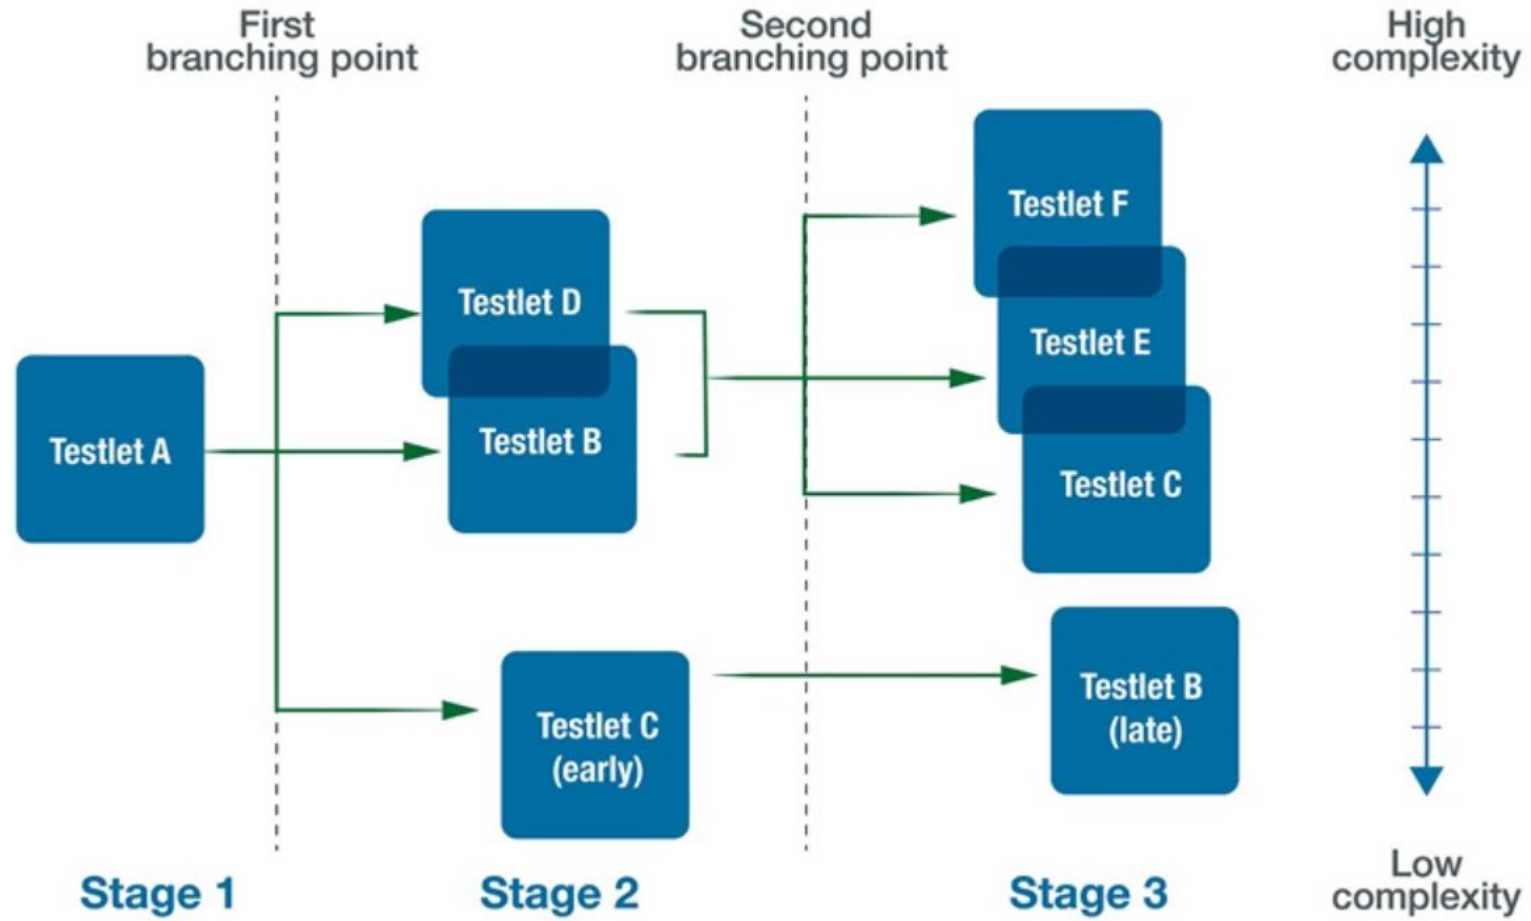 First
branching point
Second
branching point
High
complexity
Testlet F
Testlet D
Testlet E
Testlet A
Testlet B
Testlet C
Testlet C
(early)
Testlet B
(late)
Stage 1
Stage 2
Stage 3
Low
complexity